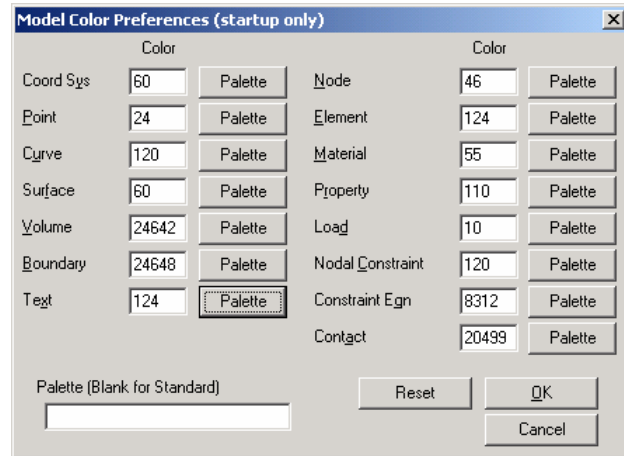 Model Color Preferences (startup only)
Color Color
Coord Sys 60 Palette Node 46 Palette
Point 24 Palette Element 124 Palette
Curve 120 Palette Material 55 Palette
Surface 60 Palette Property 110 Palette
Volume 24642 Palette Load 10 Palette
Boundary 24648 Palette Nodal Constraint 120 Palette
Text 124 Palette Constraint Eqn 8312 Palette
Contact 20499 Palette
Palette (Blank for Standard) Reset OK
Cancel